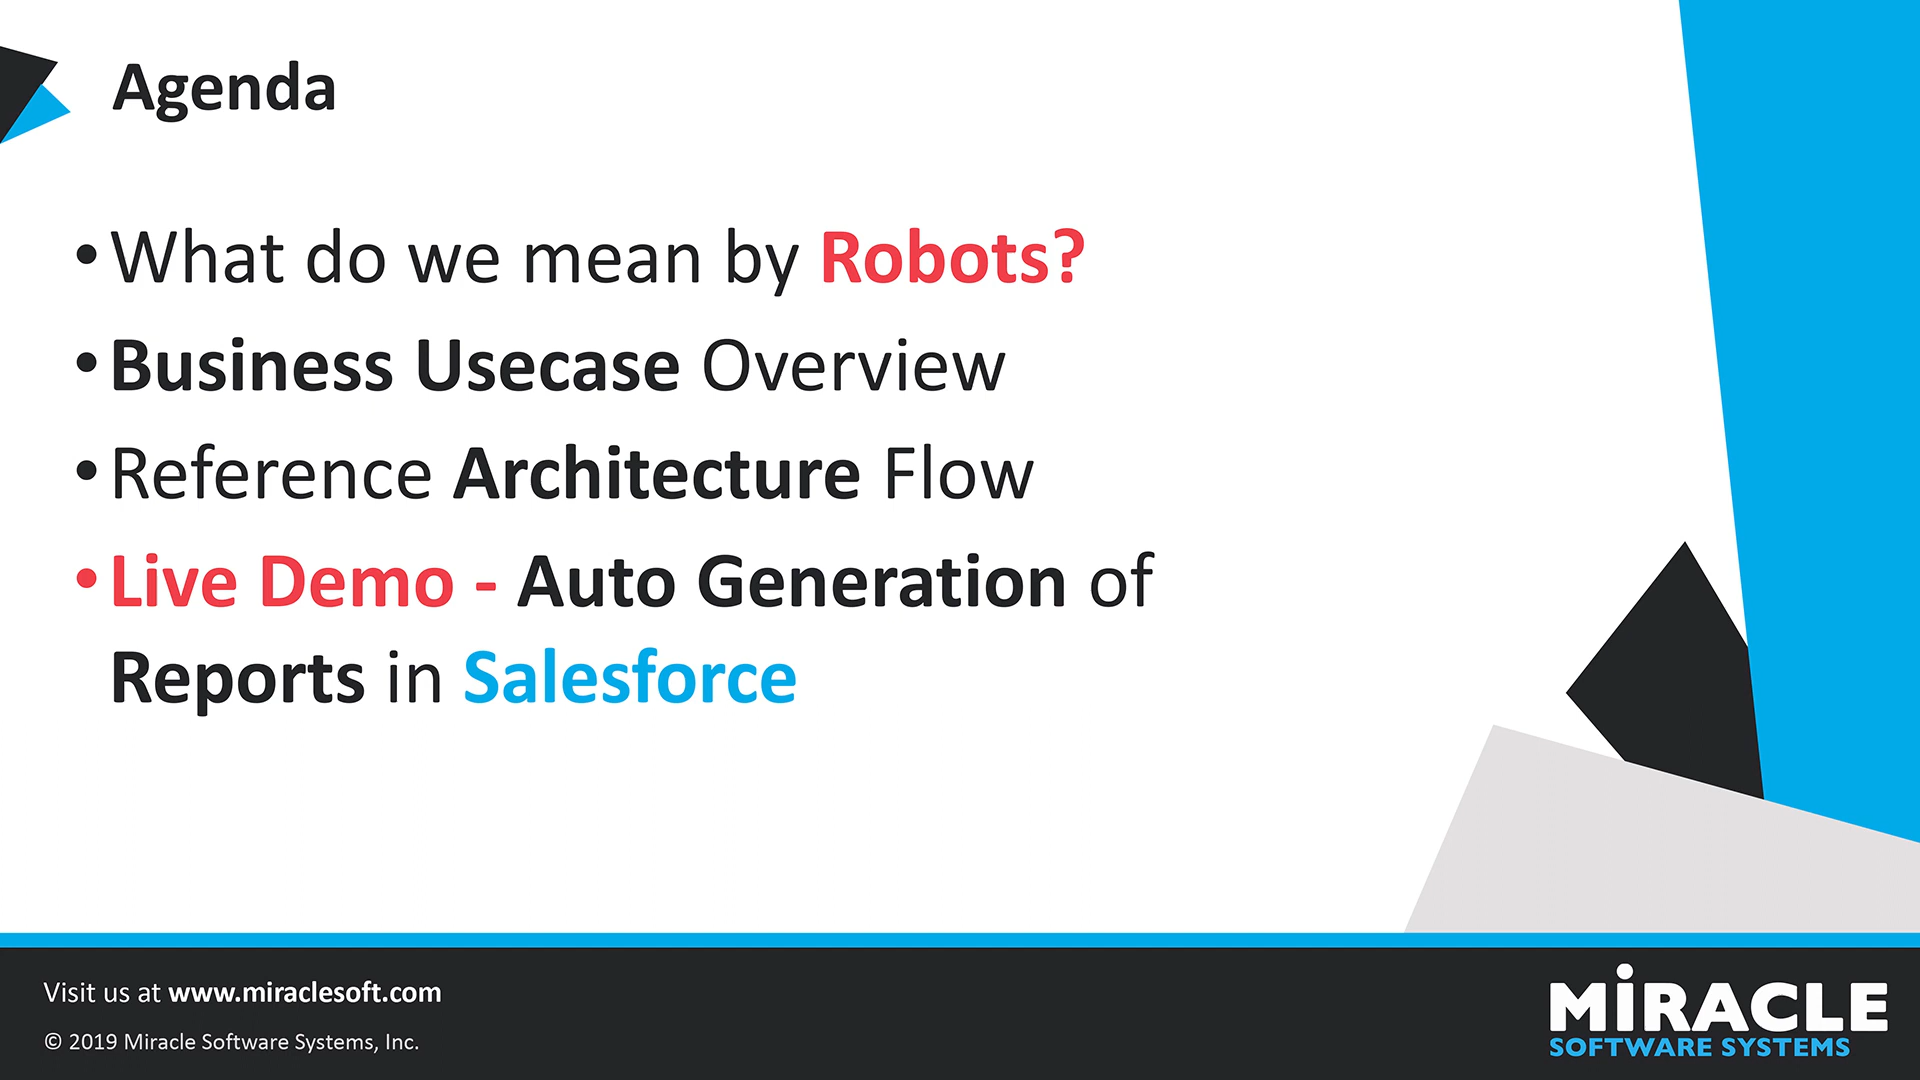 Agenda
•What do we mean by Robots?
•Business Usecase Overview
•Reference Architecture Flow
•Live Demo - Auto Generation of
Reports in Salesforce
Visit us at www.miraclesoft.com
© 2019 Miracle Software Systems, Inc.
MiRACLE
SOFTWARE SYSTEMS